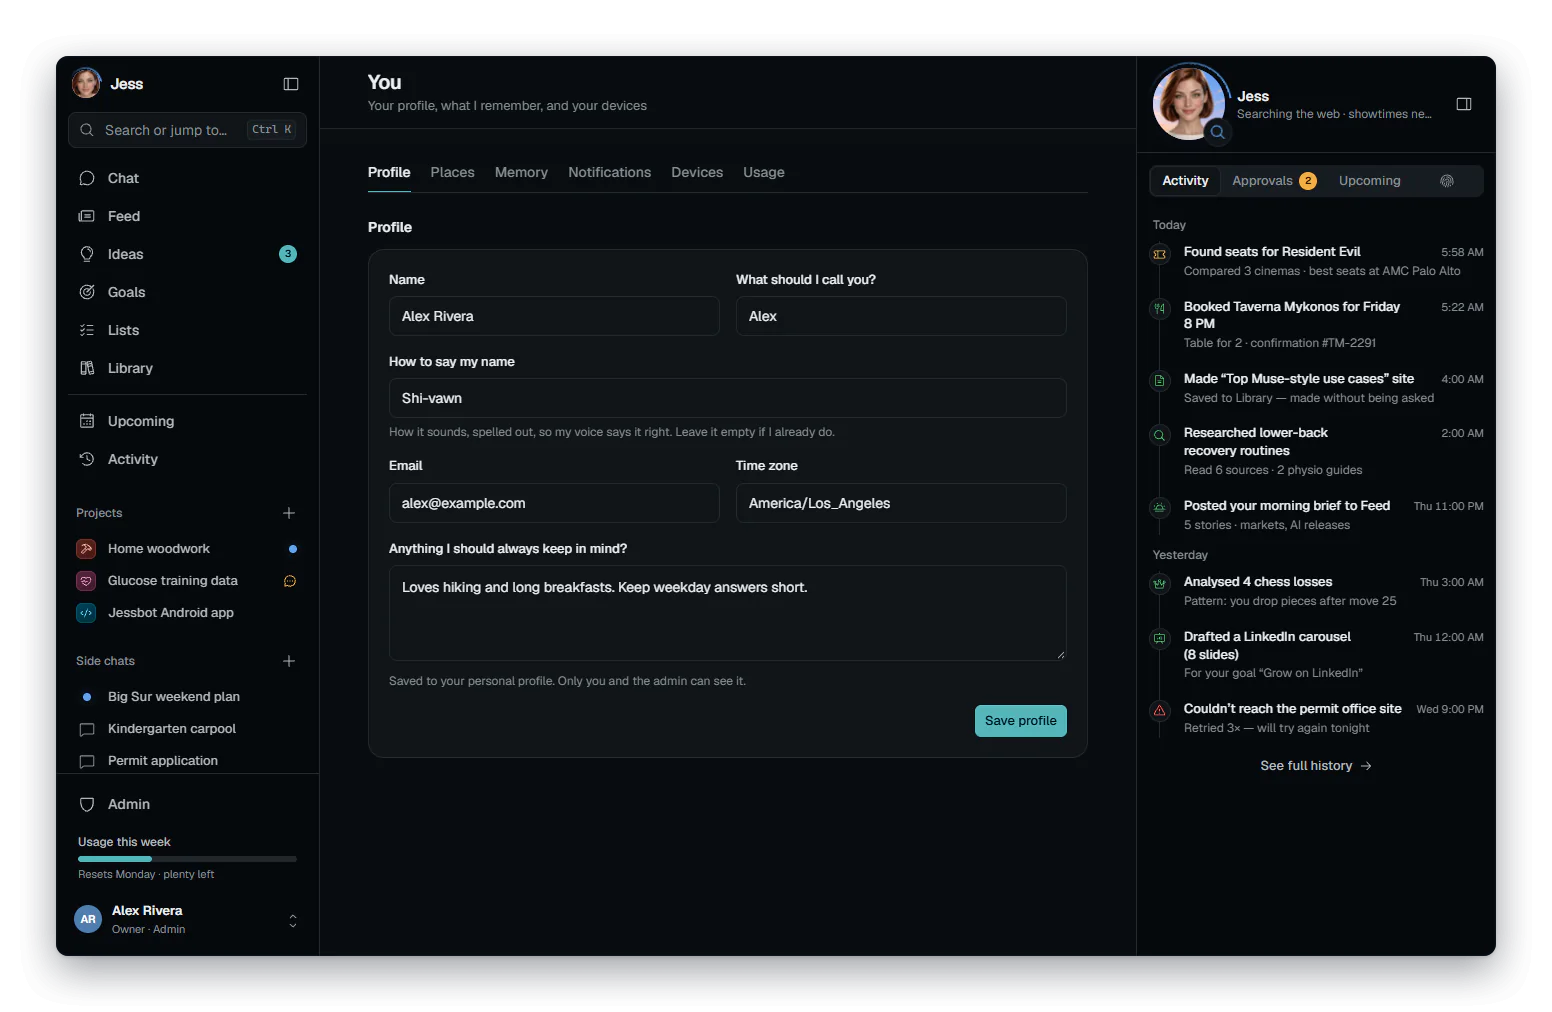 Jess
Search or jump to...
Ctrl K
Chat
Feed
Ideas
3
Goals
Lists
Library
Upcoming
Activity
Projects
Home woodwork
Glucose training data
Jessbot Android app
Side chats
Big Sur weekend plan
Kindergarten carpool
Permit application
Admin
Usage this week
Resets Monday · plenty left
AR
Alex Rivera
Owner · Admin
You
Your profile, what I remember, and your devices
Profile
Places
Memory
Notifications
Devices
Usage
Profile
Name
What should I call you?
Alex Rivera
Alex
How to say my name
Shi-vawn
How it sounds, spelled out, so my voice says it right. Leave it empty if I already do.
Email
Time zone
alex@example.com
America/Los_Angeles
Anything I should always keep in mind?
Loves hiking and long breakfasts. Keep weekday answers short.
Saved to your personal profile. Only you and the admin can see it.
Save profile
Jess
Searching the web · showtimes ne...
Activity
Approvals 2
Upcoming
Today
Found seats for Resident Evil
5:58 AM
Compared 3 cinemas · best seats at AMC Palo Alto
Booked Taverna Mykonos for Friday
8 PM
5:22 AM
Table for 2 · confirmation #TM-2291
Made “Top Muse-style use cases” site
4:00 AM
Saved to Library — made without being asked
Researched lower-back
recovery routines
2:00 AM
Read 6 sources · 2 physio guides
Posted your morning brief to Feed
Thu 11:00 PM
5 stories · markets, AI releases
Yesterday
Analysed 4 chess losses
Thu 3:00 AM
Pattern: you drop pieces after move 25
Drafted a LinkedIn carousel
(8 slides)
Thu 12:00 AM
For your goal “Grow on LinkedIn”
Couldn’t reach the permit office site
Wed 9:00 PM
Retried 3× — will try again tonight
See full history →